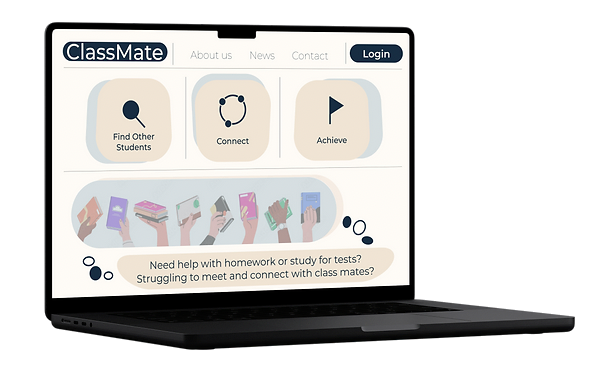 ClassMate
About us
News
Contact
Login
Find Other
Students
Connect
Achieve
Need help with homework or study for tests?
Struggling to meet and connect with class mates?